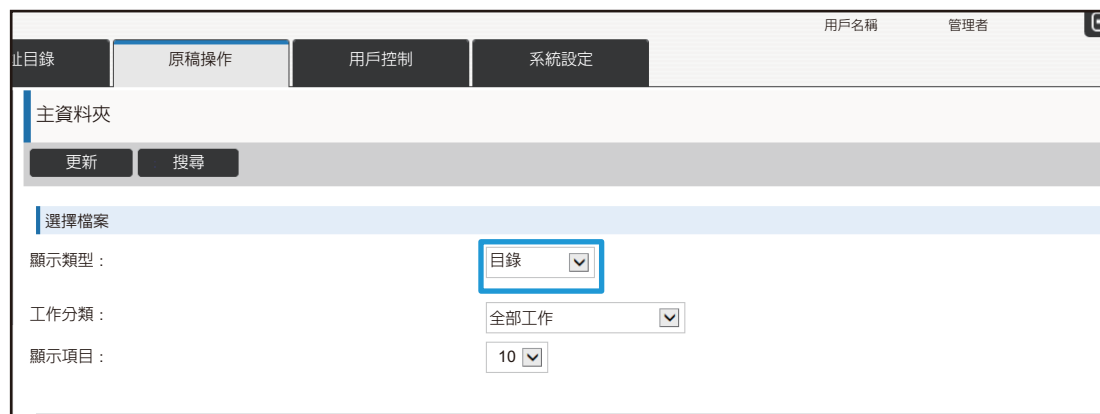 用戶名稱 管理者
址目錄 原稿操作 用戶控制 系統設定
主資料夾
更新 搜尋
選擇檔案
顯示類型： 目錄
工作分類： 全部工作
顯示項目： 10